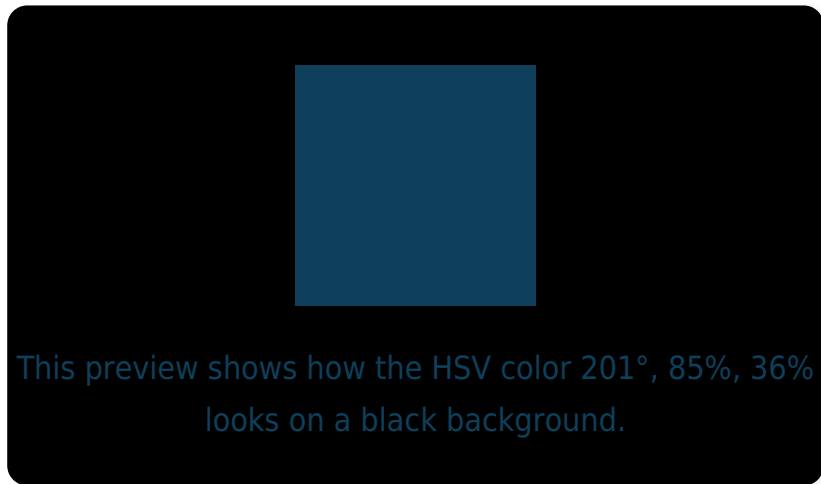 This preview shows how the HSV color 201°, 85%, 36%
looks on a black background.